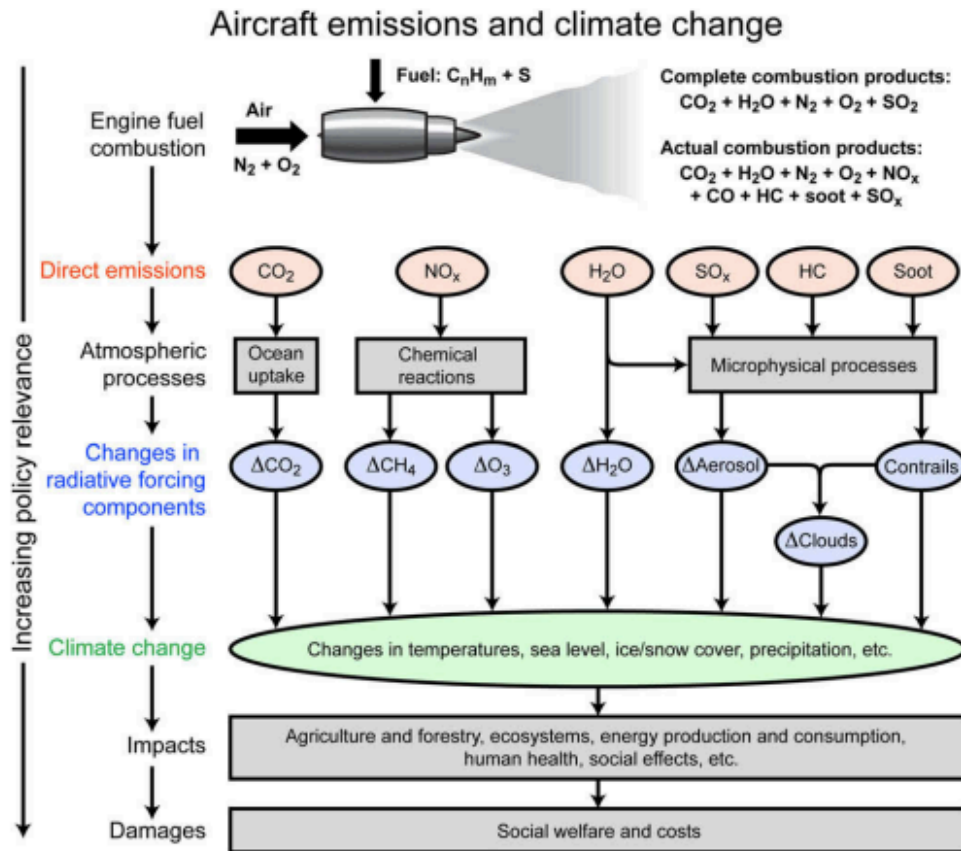 Aircraft emissions and climate change
Increasing policy relevance
Engine fuel
combustion
Air
N₂ + O₂
Fuel: CₙHₘ + S
Complete combustion products:
CO₂ + H₂O + N₂ + O₂ + SO₂
Actual combustion products:
CO₂ + H₂O + N₂ + O₂ + NOₓ
+ CO + HC + soot + SOₓ
Direct emissions
CO₂
NOₓ
H₂O
SOₓ
HC
Soot
Atmospheric
processes
Ocean
uptake
Chemical
reactions
Microphysical processes
Changes in
radiative forcing
components
ΔCO₂
ΔCH₄
ΔO₃
ΔH₂O
ΔAerosol
Contrails
ΔClouds
Climate change
Changes in temperatures, sea level, ice/snow cover, precipitation, etc.
Impacts
Agriculture and forestry, ecosystems, energy production and consumption,
human health, social effects, etc.
Damages
Social welfare and costs